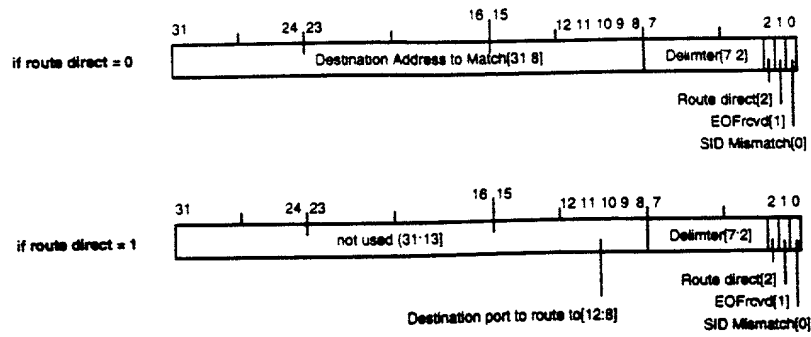 31 24 23 16 15 12 11 10 9 8 7 2 1 0
if route direct = 0
Destination Address to Match[31 8] Delimter[7 2]
Route direct[2]
EOFrcvd[1]
SID Mismatch[0]
31 24 23 16 15 12 11 10 9 8 7 2 1 0
if route direct = 1
not used (31:13] Delimter[7:2]
Route direct[2]
EOFrcvd[1]
Destination port to route to[12:8]
SID Mismatch[0]